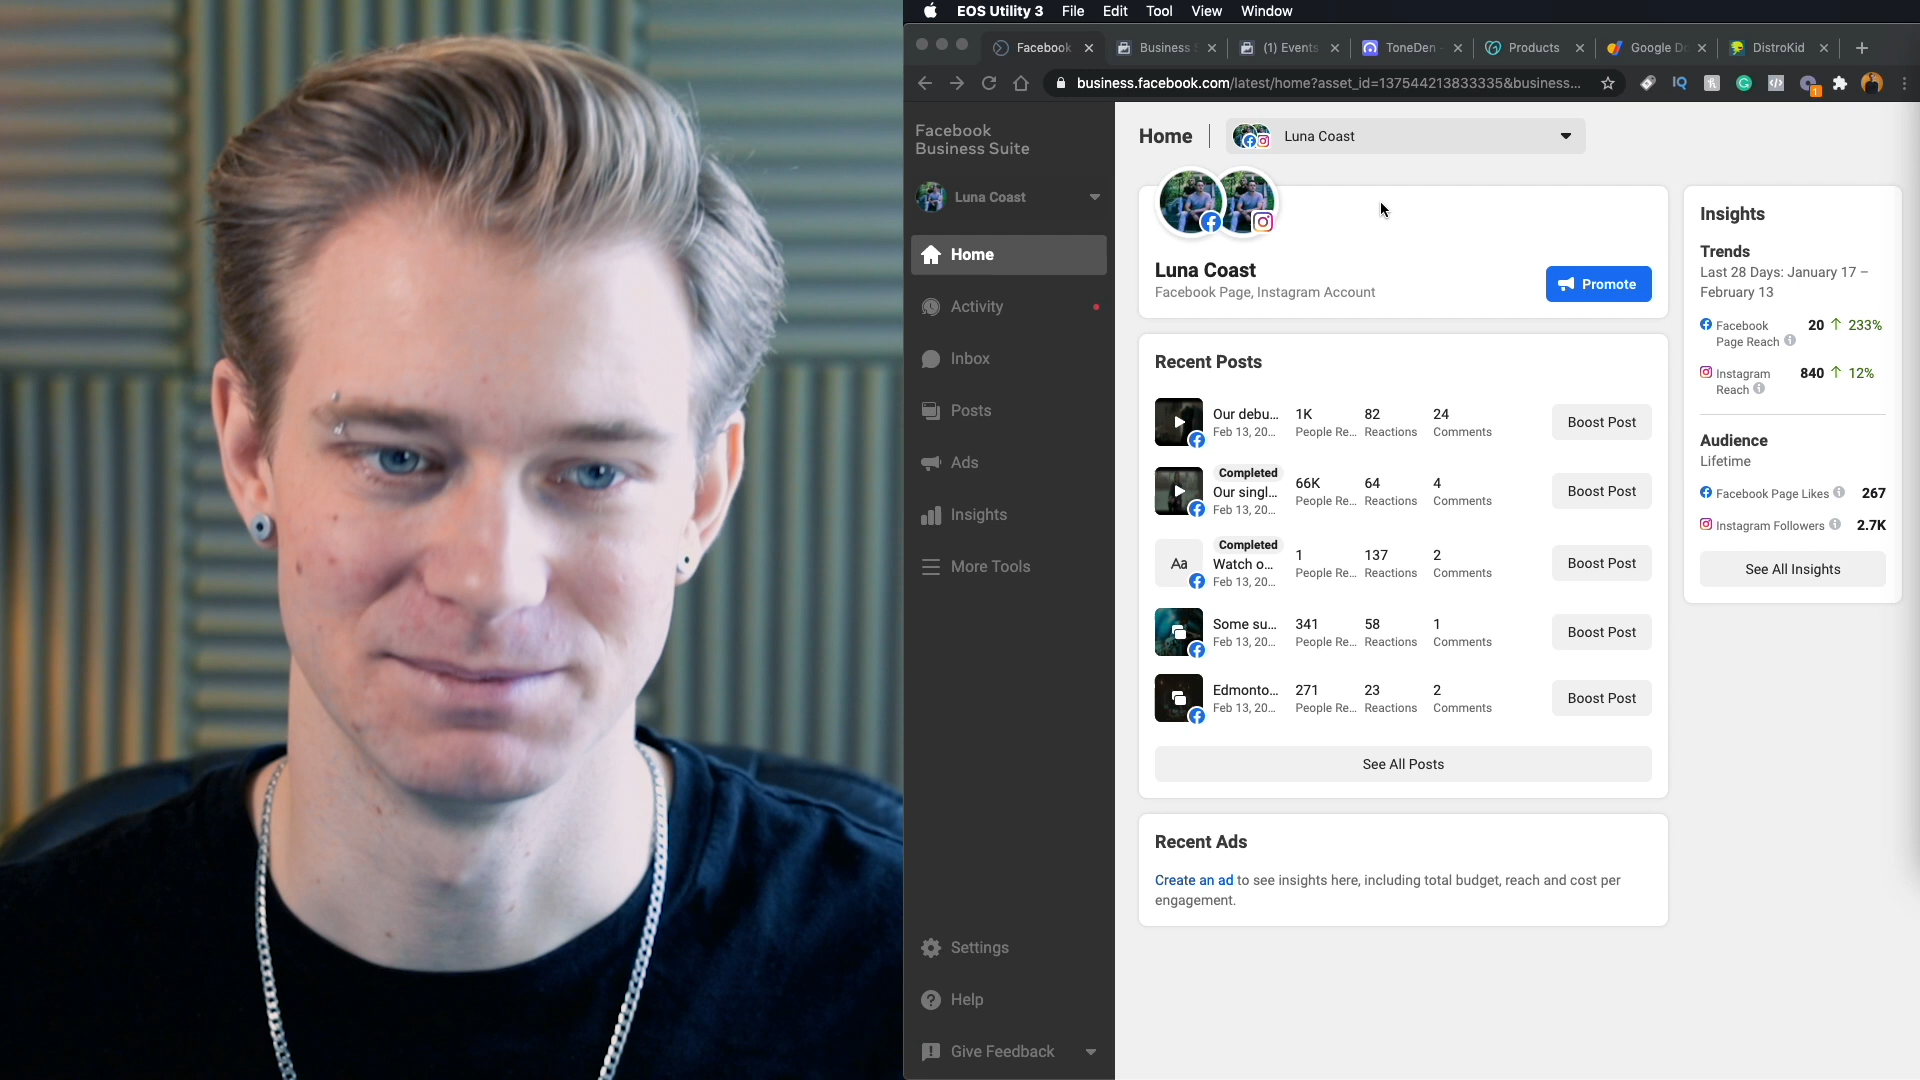 EOS Utility 3 File Edit Tool View Window
Facebook Business S (1) Events ToneDen - Products Google Do DistroKid
business.facebook.com/latest/home?asset_id=137544213833335&business...
1
Facebook
Business Suite
Luna Coast
Home
Activity
Inbox
Posts
Ads
Insights
More Tools
Settings
Help
Give Feedback
Home
Luna Coast
Luna Coast
Facebook Page, Instagram Account
Promote
Recent Posts
Our debu... 1K 82 24
Feb 13, 20... People Re... Reactions Comments
Boost Post
Completed
Our singl... 66K 64 4
Feb 13, 20... People Re... Reactions Comments
Boost Post
Completed
Aa
Watch o... 1 137 2
Feb 13, 20... People Re... Reactions Comments
Boost Post
Some su... 341 58 1
Feb 13, 20... People Re... Reactions Comments
Boost Post
Edmonto... 271 23 2
Feb 13, 20... People Re... Reactions Comments
Boost Post
See All Posts
Recent Ads
Create an ad to see insights here, including total budget, reach and cost per
engagement.
Insights
Trends
Last 28 Days: January 17 –
February 13
Facebook 20 ↑ 233%
Page Reach
Instagram 840 ↑ 12%
Reach
Audience
Lifetime
Facebook Page Likes 267
Instagram Followers 2.7K
See All Insights